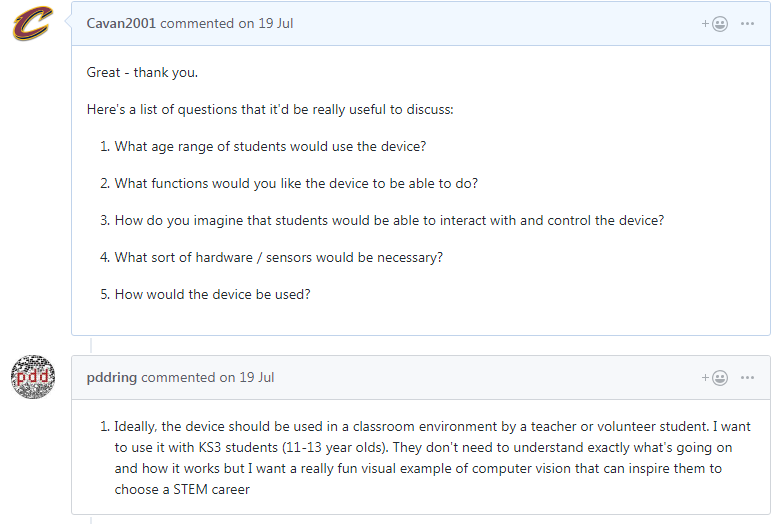 Cavan2001 commented on 19 Jul
Great - thank you.
Here's a list of questions that it'd be really useful to discuss:
1. What age range of students would use the device?
2. What functions would you like the device to be able to do?
3. How do you imagine that students would be able to interact with and control the device?
4. What sort of hardware / sensors would be necessary?
5. How would the device be used?
pdd
pddring commented on 19 Jul
1. Ideally, the device should be used in a classroom environment by a teacher or volunteer student. I want
to use it with KS3 students (11-13 year olds). They don't need to understand exactly what's going on
and how it works but I want a really fun visual example of computer vision that can inspire them to
choose a STEM career